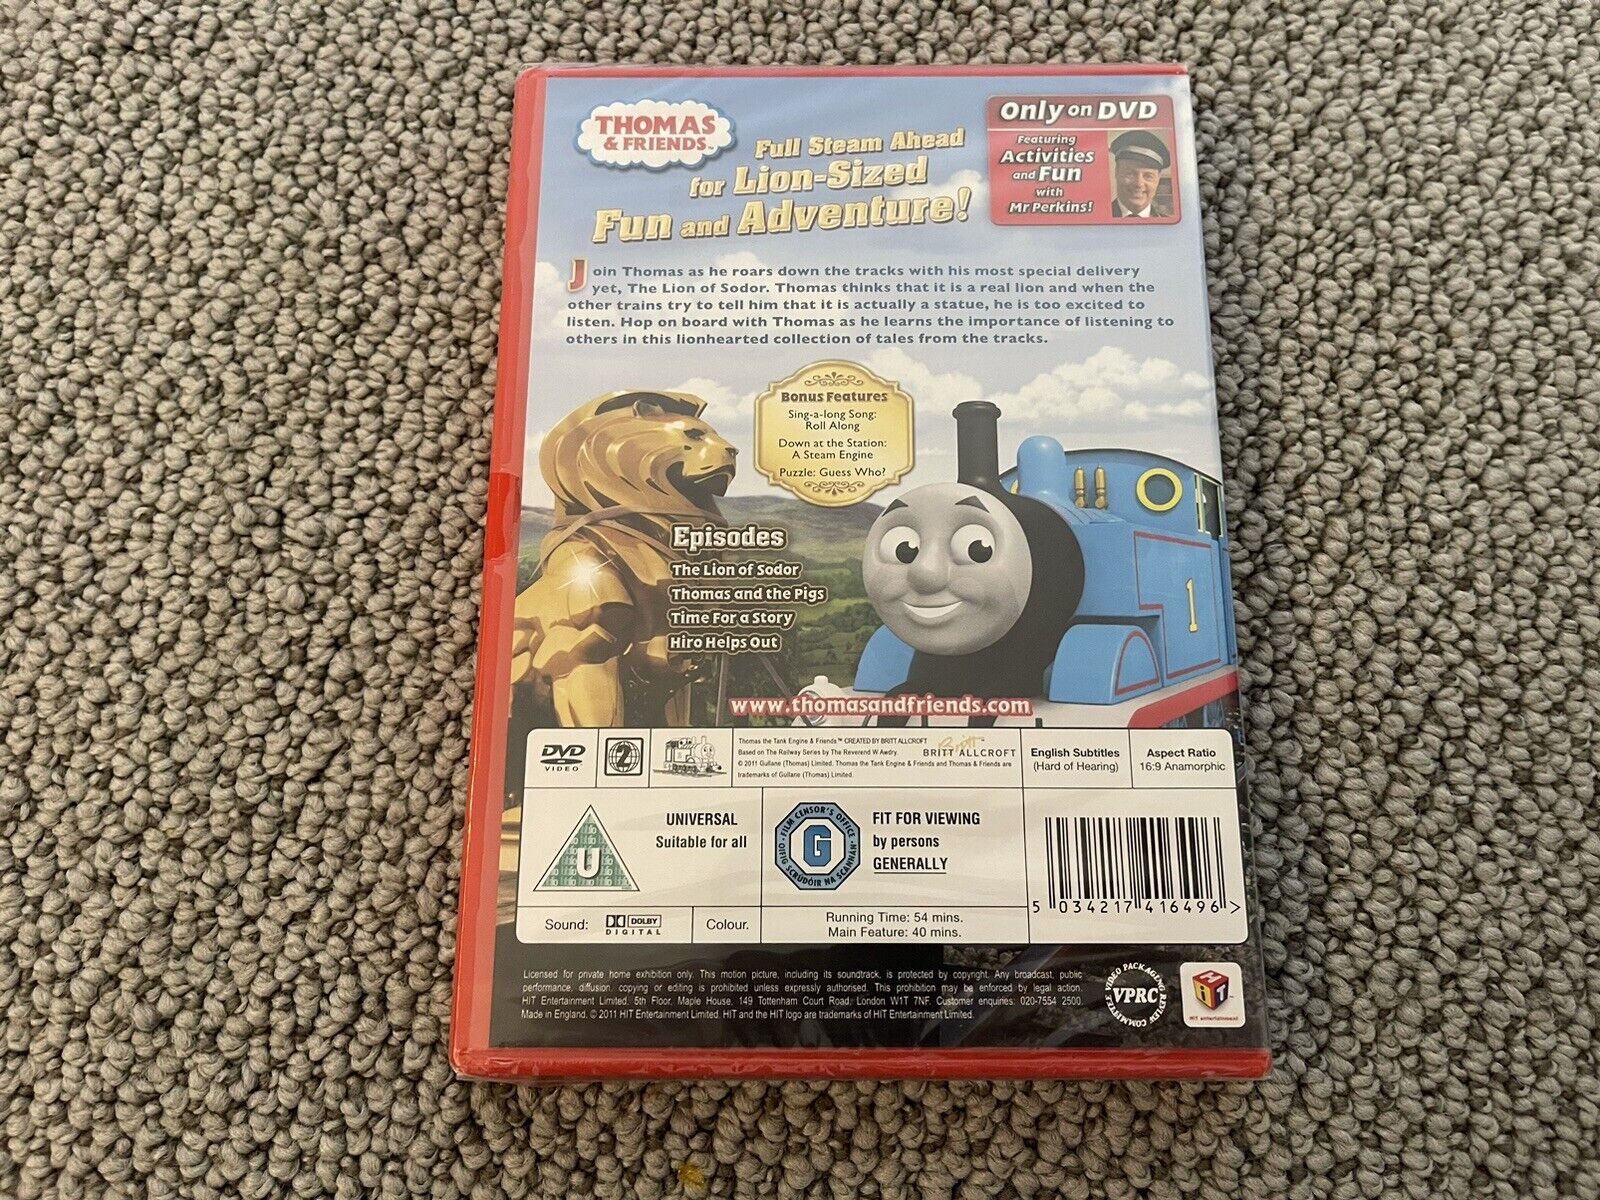 THOMAS
& FRIENDS™
Full Steam Ahead
for Lion-Sized
Fun and Adventure!
Only on DVD
Featuring
Activities
and Fun
with
Mr Perkins!
Join Thomas as he roars down the tracks with his most special delivery
yet, The Lion of Sodor. Thomas thinks that it is a real lion and when the
other trains try to tell him that it is actually a statue, he is too excited to
listen. Hop on board with Thomas as he learns the importance of listening to
others in this lionhearted collection of tales from the tracks.
Bonus Features
Sing-a-long Song:
Roll Along
Down at the Station:
A Steam Engine
Puzzle: Guess Who?
Episodes
The Lion of Sodor
Thomas and the Pigs
Time For a Story
Hiro Helps Out
1
www.thomasandfriends.com
DVD
VIDEO
2
Thomas the Tank Engine & Friends™ CREATED BY BRITT ALLCROFT
Based on The Railway Series by The Reverend W Awdry.
© 2011 Gullane (Thomas) Limited. Thomas the Tank Engine & Friends and Thomas & Friends are
trademarks of Gullane (Thomas) Limited.
Britt
BRITT ALLCROFT
English Subtitles
(Hard of Hearing)
Aspect Ratio
16:9 Anamorphic
U
UNIVERSAL
Suitable for all
FILM CENSOR'S OFFICE
G
OIFIG SCRÚDÓIR NA SCANNÁN
FIT FOR VIEWING
by persons
GENERALLY
5 034217 416496 >
Sound: DOLBY
DIGITAL
Colour.
Running Time: 54 mins.
Main Feature: 40 mins.
Licensed for private home exhibition only. This motion picture, including its soundtrack, is protected by copyright. Any broadcast, public
performance, diffusion, copying or editing is prohibited unless expressly authorised. This prohibition may be enforced by legal action.
HIT Entertainment Limited. 5th Floor, Maple House, 149 Tottenham Court Road, London W1T 7NF. Customer enquiries: 020-7554 2500.
Made in England. © 2011 HIT Entertainment Limited. HIT and the HIT logo are trademarks of HIT Entertainment Limited.
VIDEO PACKAGING REVIEW COMMITTEE
VPRC
HiT
HIT entertainment